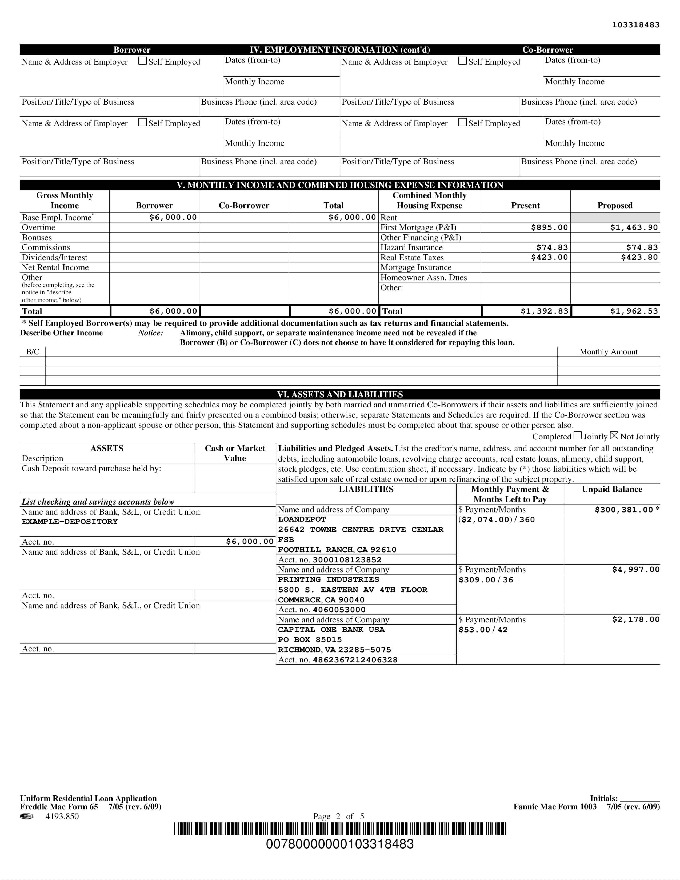 103318483
Borrower IV. EMPLOYMENT INFORMATION (cont'd) Co-Borrower
Name & Address of Employer Self Employed Dates (from-to) Name & Address of Employer Self Employed Dates (from-to)
Monthly Income Monthly Income
Position/Title/Type of Business Business Phone (incl. area code) Position/Title/Type of Business Business Phone (incl. area code)
Name & Address of Employer Self Employed Dates (from-to) Name & Address of Employer Self Employed Dates (from-to)
Monthly Income Monthly Income
Position/Title/Type of Business Business Phone (incl. area code) Position/Title/Type of Business Business Phone (incl. area code)
V. MONTHLY INCOME AND COMBINED HOUSING EXPENSE INFORMATION
Gross Monthly Income Borrower Co-Borrower Total Combined Monthly Housing Expense Present Proposed
Base Empl. Income* $6,000.00 $6,000.00 Rent
Overtime First Mortgage (P&I) $895.00 $1,463.90
Bonuses Other Financing (P&I)
Commissions Hazard Insurance $74.83 $74.83
Dividends/Interest Real Estate Taxes $423.00 $423.80
Net Rental Income Mortgage Insurance
Other Homeowner Assn. Dues
(before completing, see the notice in "describe other income," below) Other
Total $6,000.00 $6,000.00 Total $1,392.83 $1,962.53
* Self Employed Borrower(s) may be required to provide additional documentation such as tax returns and financial statements.
Describe Other Income Notice: Alimony, child support, or separate maintenance income need not be revealed if the
Borrower (B) or Co-Borrower (C) does not choose to have it considered for repaying this loan.
B/C Monthly Amount
VI. ASSETS AND LIABILITIES
This Statement and any applicable supporting schedules may be completed jointly by both married and unmarried Co-Borrowers if their assets and liabilities are sufficiently joined
so that the Statement can be meaningfully and fairly presented on a combined basis; otherwise, separate Statements and Schedules are required. If the Co-Borrower section was
completed about a non-applicant spouse or other person, this Statement and supporting schedules must be completed about that spouse or other person also.
Completed Jointly Not Jointly
ASSETS Cash or Market Value
Description
Cash Deposit toward purchase held by:
List checking and savings accounts below
Name and address of Bank, S&L, or Credit Union
EXAMPLE-DEPOSITORY
Acct. no. $6,000.00
Name and address of Bank, S&L, or Credit Union
Acct. no.
Name and address of Bank, S&L, or Credit Union
Acct. no.
Liabilities and Pledged Assets. List the creditor's name, address, and account number for all outstanding
debts, including automobile loans, revolving charge accounts, real estate loans, alimony, child support,
stock pledges, etc. Use continuation sheet, if necessary. Indicate by (*) those liabilities which will be
satisfied upon sale of real estate owned or upon refinancing of the subject property.
LIABILITIES Monthly Payment & Months Left to Pay Unpaid Balance
Name and address of Company $ Payment/Months $300,381.00 *
LOANDEPOT ($2,074.00)/360
26642 TOWNE CENTRE DRIVE CENLAR
FSB
FOOTHILL RANCH, CA 92610
Acct. no. 3000108123852
Name and address of Company $ Payment/Months $4,997.00
PRINTING INDUSTRIES $309.00/36
5800 S. EASTERN AV 4TH FLOOR
COMMERCE, CA 90040
Acct. no. 4060053000
Name and address of Company $ Payment/Months $2,178.00
CAPITAL ONE BANK USA $53.00/42
PO BOX 85015
RICHMOND, VA 23285-5075
Acct. no. 4862367212406328
Uniform Residential Loan Application Initials:
Freddie Mac Form 65 7/05 (rev. 6/09) Fannie Mae Form 1003 7/05 (rev. 6/09)
4193.850 Page 2 of 5
00780000000103318483